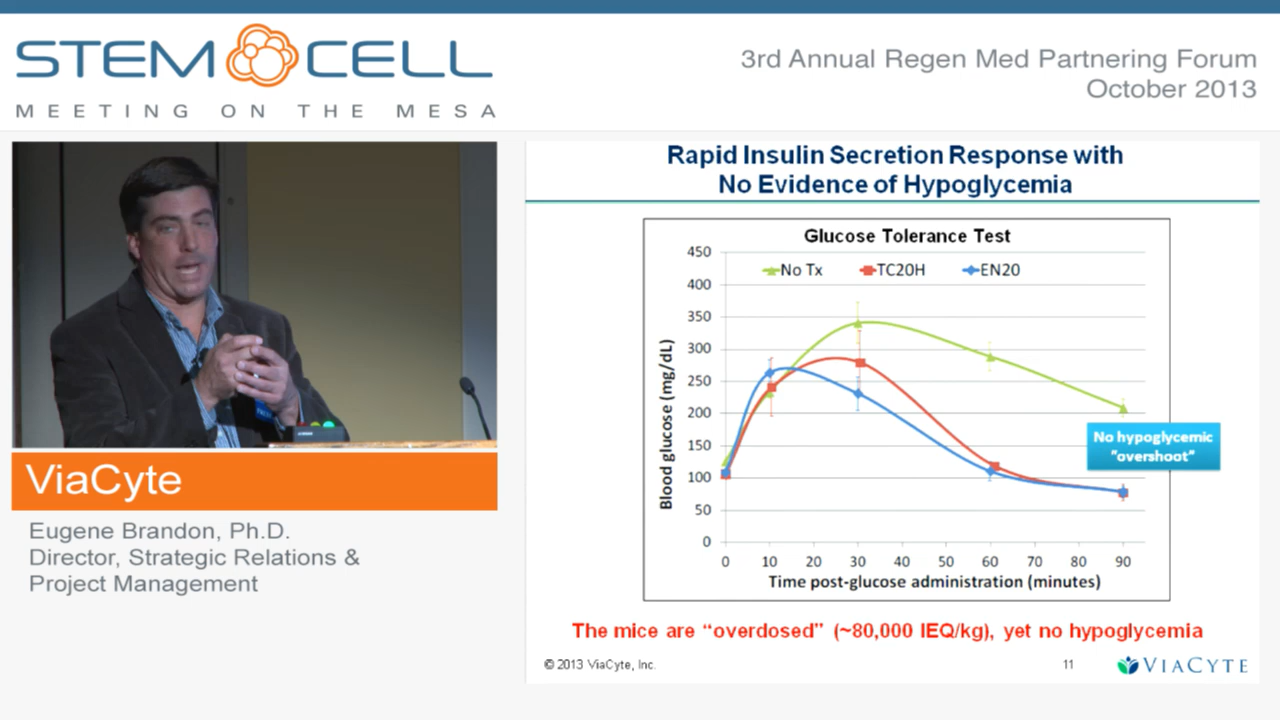 STEM CELL
MEETING ON THE MESA
3rd Annual Regen Med Partnering Forum
October 2013
ViaCyte
Eugene Brandon, Ph.D.
Director, Strategic Relations &
Project Management
Rapid Insulin Secretion Response with
No Evidence of Hypoglycemia
Glucose Tolerance Test
No Tx TC20H EN20
Blood glucose (mg/dL)
450
400
350
300
250
200
150
100
50
0
0 10 20 30 40 50 60 70 80 90
Time post-glucose administration (minutes)
No hypoglycemic
"overshoot"
The mice are "overdosed" (~80,000 IEQ/kg), yet no hypoglycemia
© 2013 ViaCyte, Inc.
11
VIACYTE